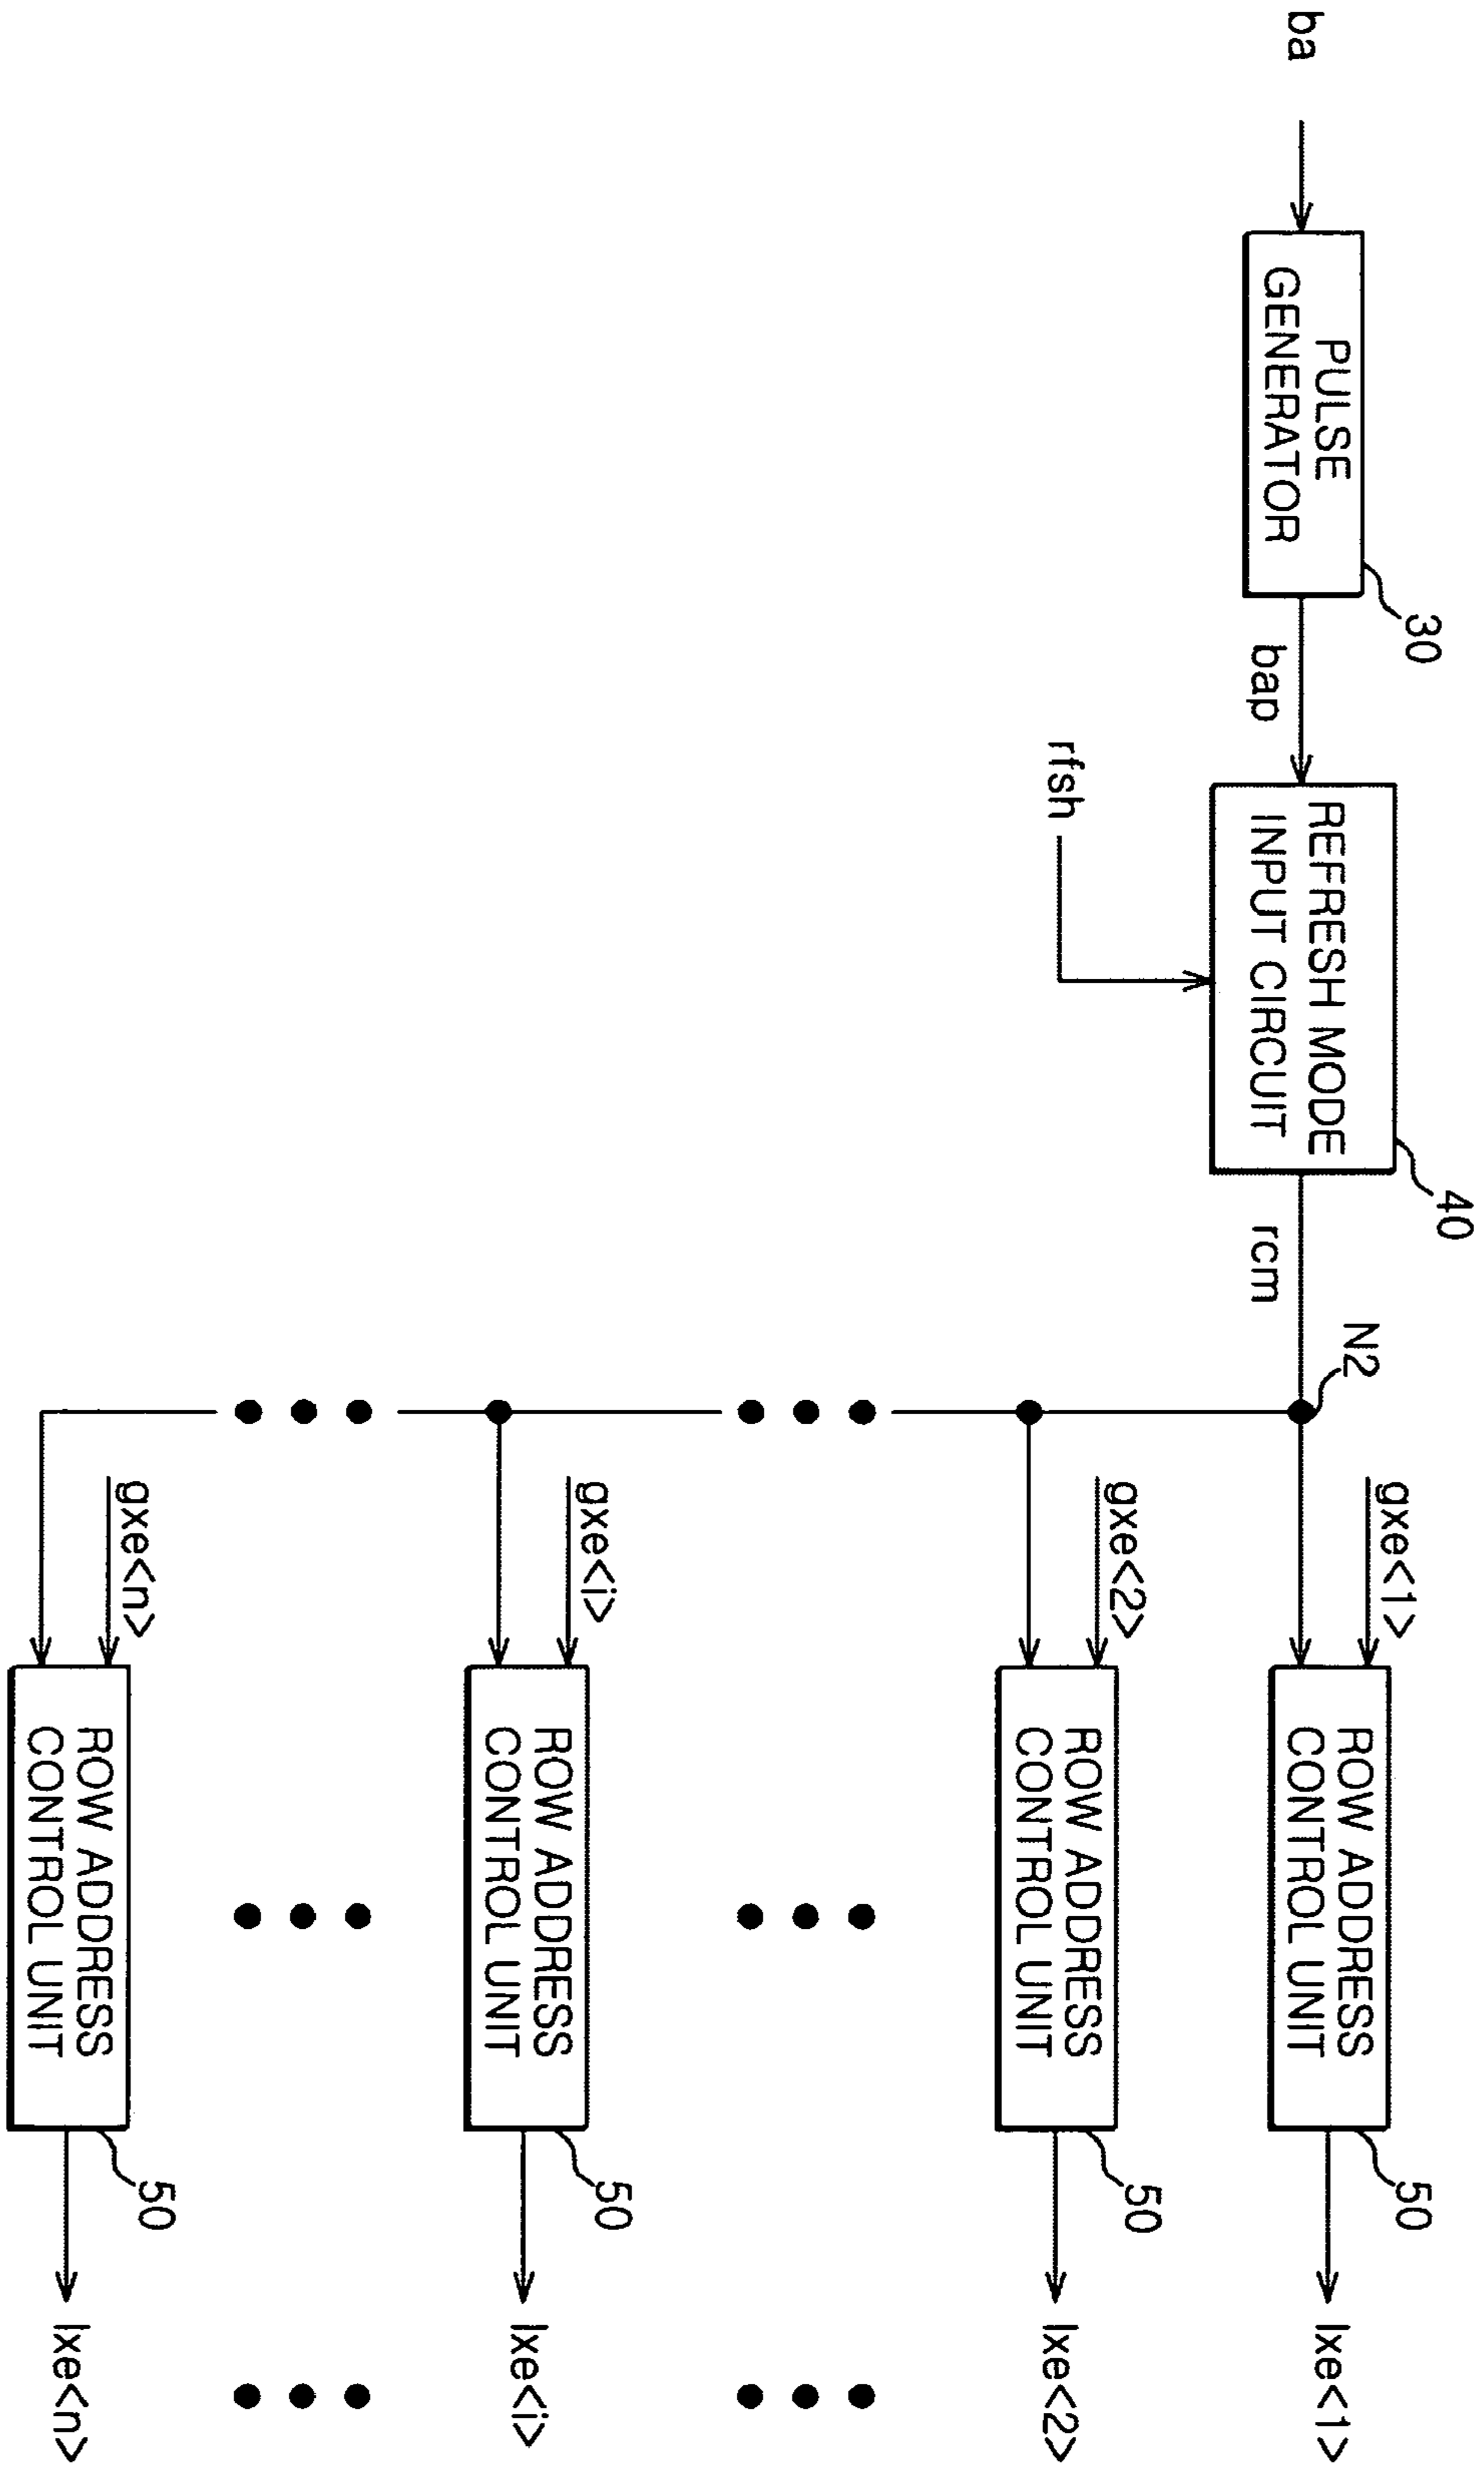 ba
PULSE
GENERATOR
30
bap
rfsh
REFRESH MODE
INPUT CIRCUIT
40
rcm
N2
gxe<1>
ROW ADDRESS
CONTROL UNIT
50
lxe<1>
gxe<2>
ROW ADDRESS
CONTROL UNIT
50
lxe<2>
gxe<i>
ROW ADDRESS
CONTROL UNIT
50
lxe<i>
gxe<n>
ROW ADDRESS
CONTROL UNIT
50
lxe<n>